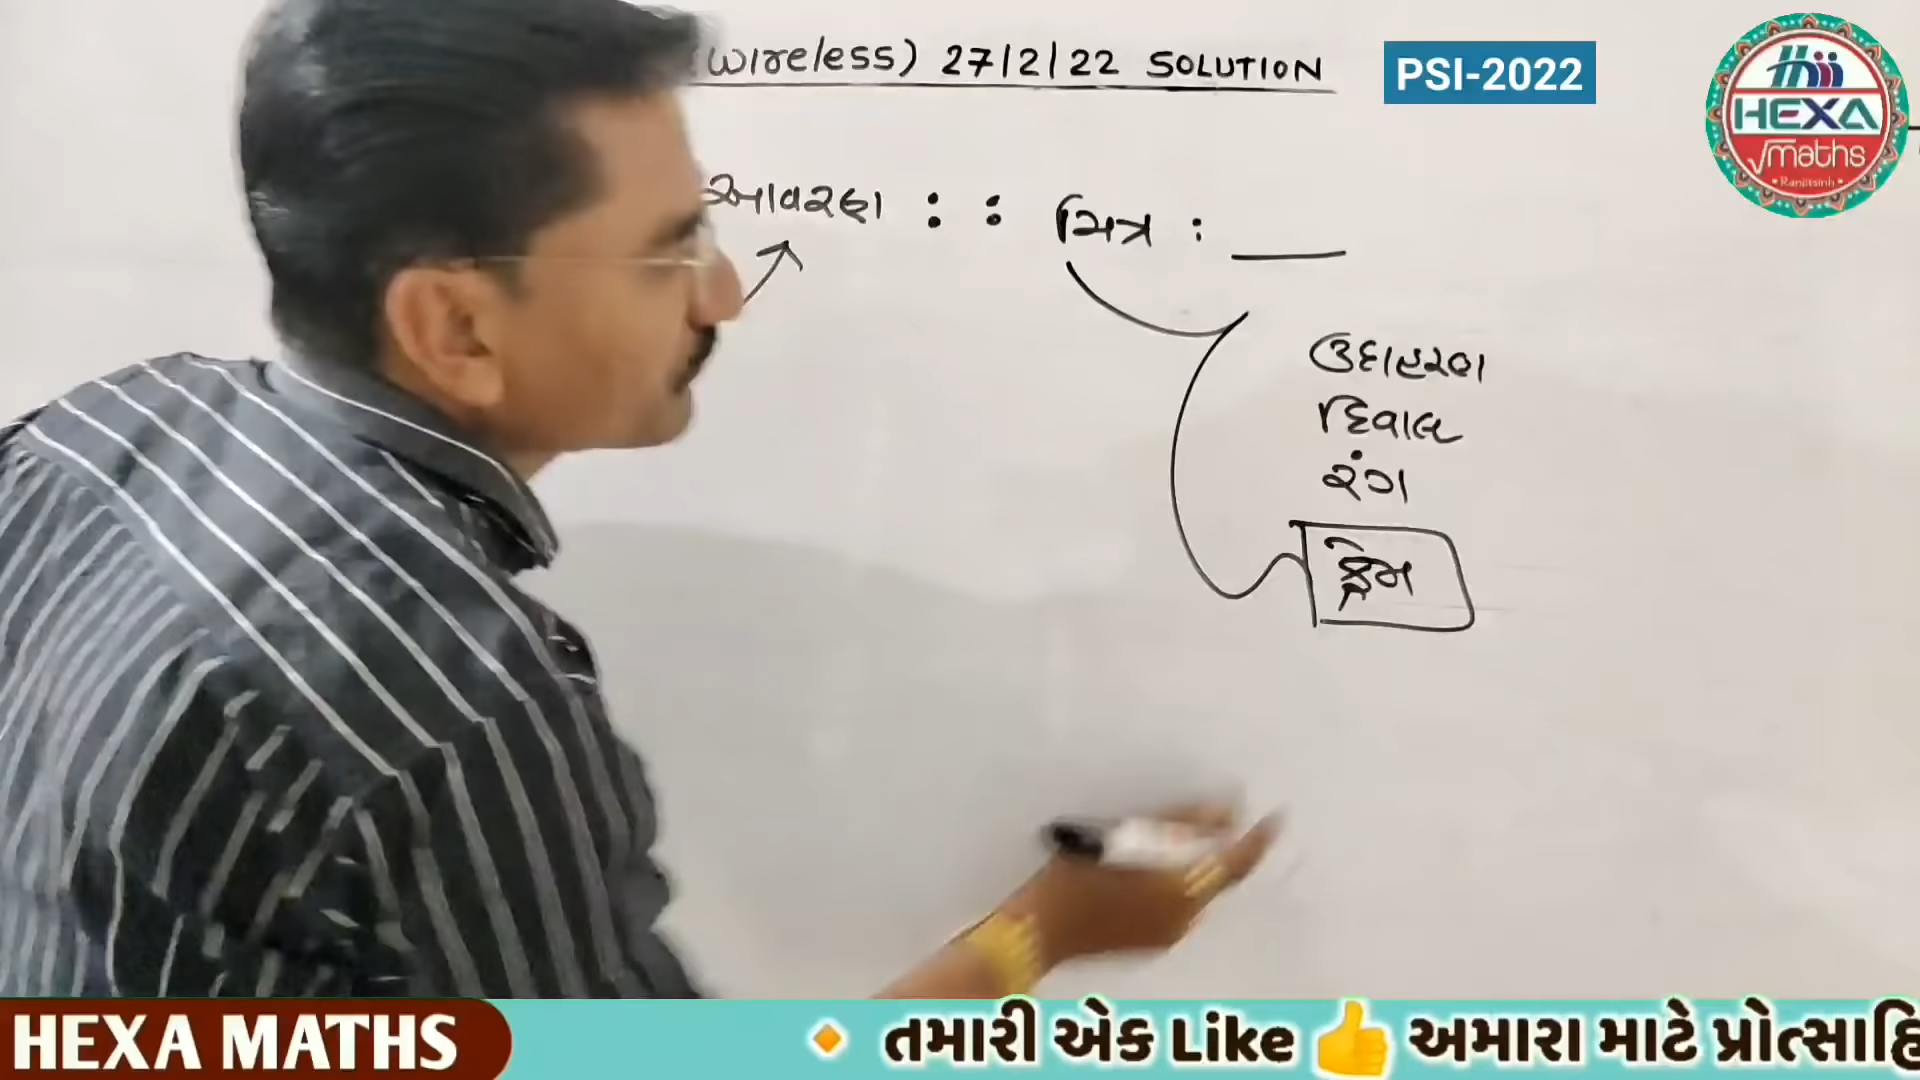 (wireless) 27/2/22 SOLUTION
PSI-2022
HEXA
maths
Ranjitsinh
આવરણ : : ચિત્ર : ___
ઉદાહરણ
દિવાલ
રંગ
ફ્રેમ
HEXA MATHS
તમારી એક Like 👍 અમારા માટે પ્રોત્સાહિ